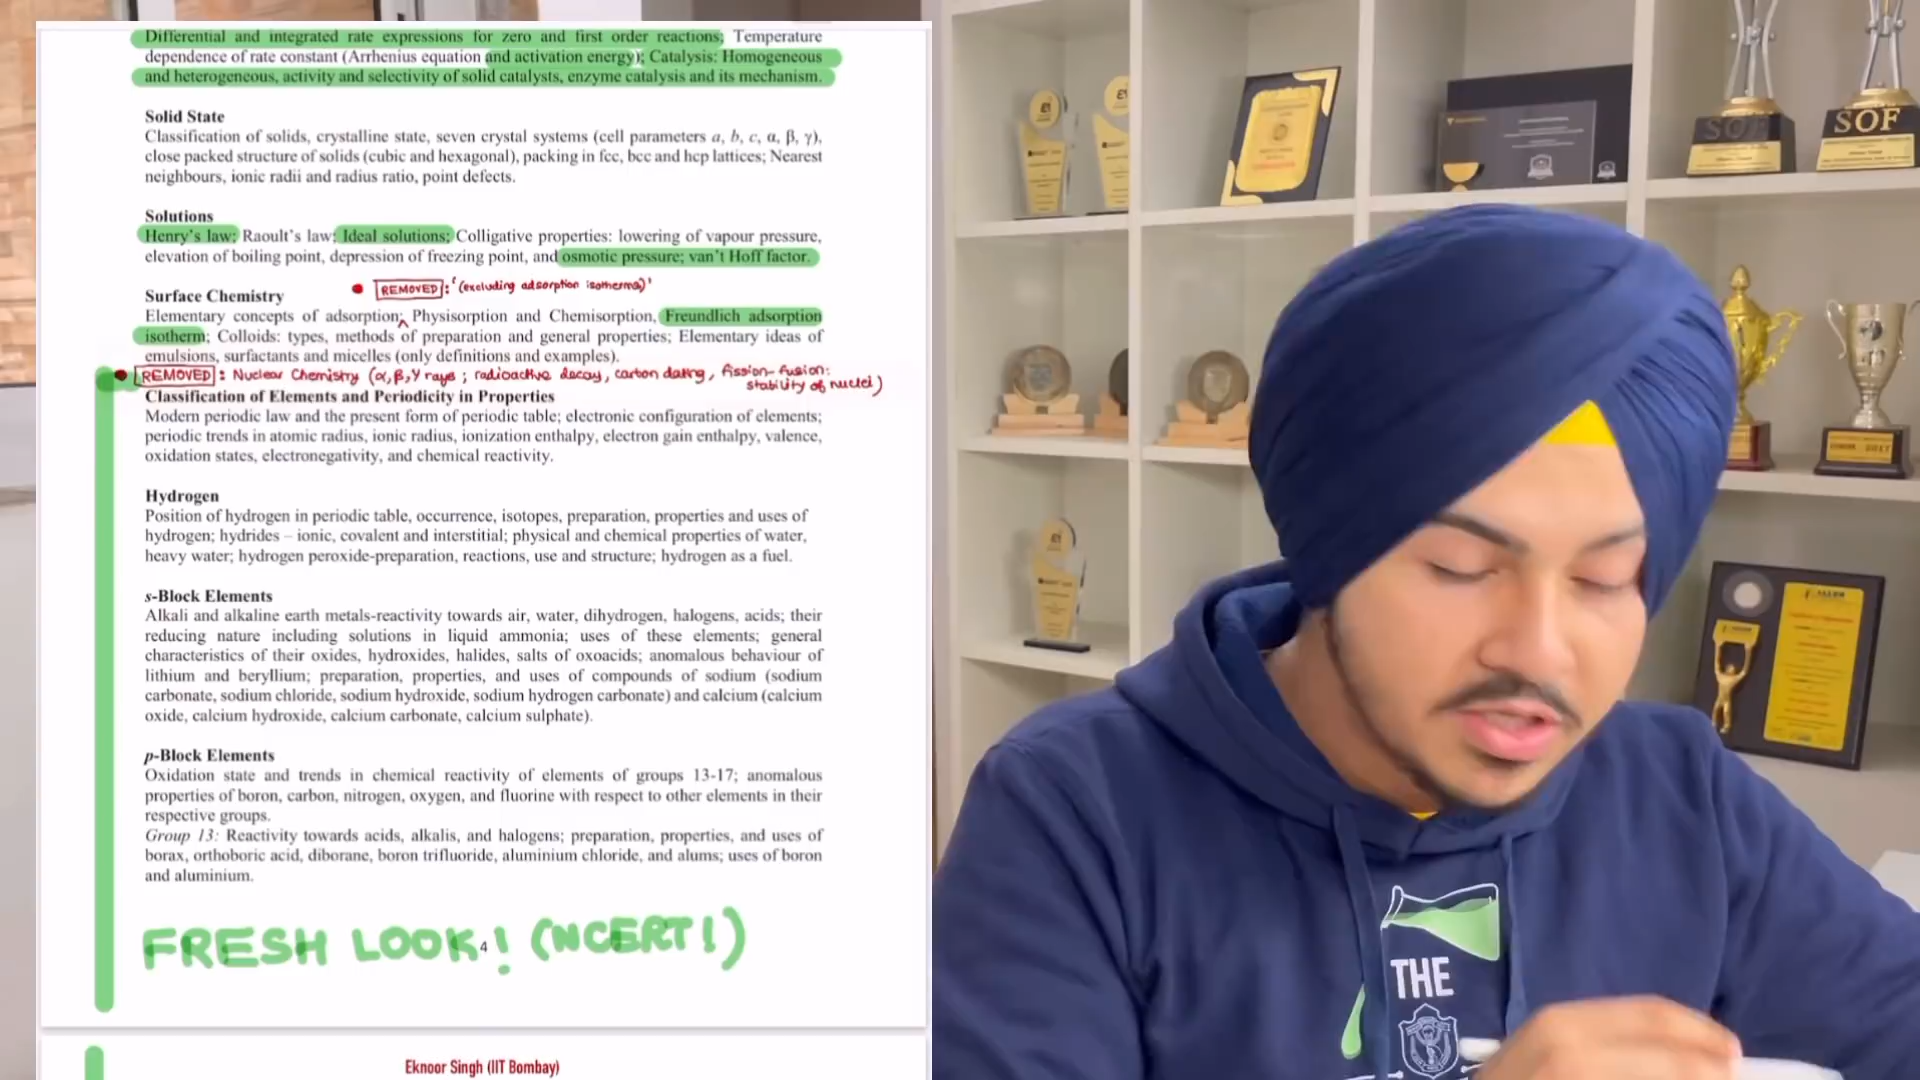 Differential and integrated rate expressions for zero and first order reactions; Temperature
dependence of rate constant (Arrhenius equation and activation energy); Catalysis: Homogeneous
and heterogeneous, activity and selectivity of solid catalysts, enzyme catalysis and its mechanism.
Solid State
Classification of solids, crystalline state, seven crystal systems (cell parameters a, b, c, α, β, γ),
close packed structure of solids (cubic and hexagonal), packing in fcc, bcc and hcp lattices; Nearest
neighbours, ionic radii and radius ratio, point defects.
Solutions
Henry's law; Raoult's law; Ideal solutions; Colligative properties: lowering of vapour pressure,
elevation of boiling point, depression of freezing point, and osmotic pressure; van't Hoff factor.
REMOVED : '(excluding adsorption isotherms)'
Surface Chemistry
Elementary concepts of adsorption; Physisorption and Chemisorption, Freundlich adsorption
isotherm; Colloids: types, methods of preparation and general properties; Elementary ideas of
emulsions, surfactants and micelles (only definitions and examples).
REMOVED : Nuclear Chemistry (α,β,γ rays ; radioactive decay, carbon dating, fission-fusion:
stability of nuclei)
Classification of Elements and Periodicity in Properties
Modern periodic law and the present form of periodic table; electronic configuration of elements;
periodic trends in atomic radius, ionic radius, ionization enthalpy, electron gain enthalpy, valence,
oxidation states, electronegativity, and chemical reactivity.
Hydrogen
Position of hydrogen in periodic table, occurrence, isotopes, preparation, properties and uses of
hydrogen; hydrides – ionic, covalent and interstitial; physical and chemical properties of water,
heavy water; hydrogen peroxide-preparation, reactions, use and structure; hydrogen as a fuel.
s-Block Elements
Alkali and alkaline earth metals-reactivity towards air, water, dihydrogen, halogens, acids; their
reducing nature including solutions in liquid ammonia; uses of these elements; general
characteristics of their oxides, hydroxides, halides, salts of oxoacids; anomalous behaviour of
lithium and beryllium; preparation, properties, and uses of compounds of sodium (sodium
carbonate, sodium chloride, sodium hydroxide, sodium hydrogen carbonate) and calcium (calcium
oxide, calcium hydroxide, calcium carbonate, calcium sulphate).
p-Block Elements
Oxidation state and trends in chemical reactivity of elements of groups 13-17; anomalous
properties of boron, carbon, nitrogen, oxygen, and fluorine with respect to other elements in their
respective groups.
Group 13: Reactivity towards acids, alkalis, and halogens; preparation, properties, and uses of
borax, orthoboric acid, diborane, boron trifluoride, aluminium chloride, and alums; uses of boron
and aluminium.
FRESH LOOK! (NCERT!)
4
Eknoor Singh (IIT Bombay)
SOF
SOF
THE